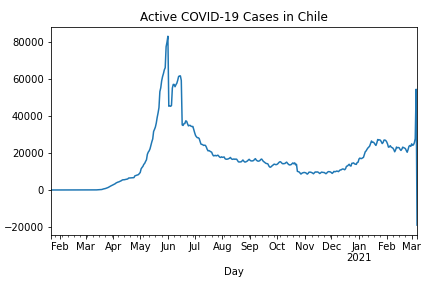 Active COVID-19 Cases in Chile
80000
60000
40000
20000
0
−20000
Feb Mar Apr May Jun Jul Aug Sep Oct Nov Dec Jan Feb Mar
2021
Day